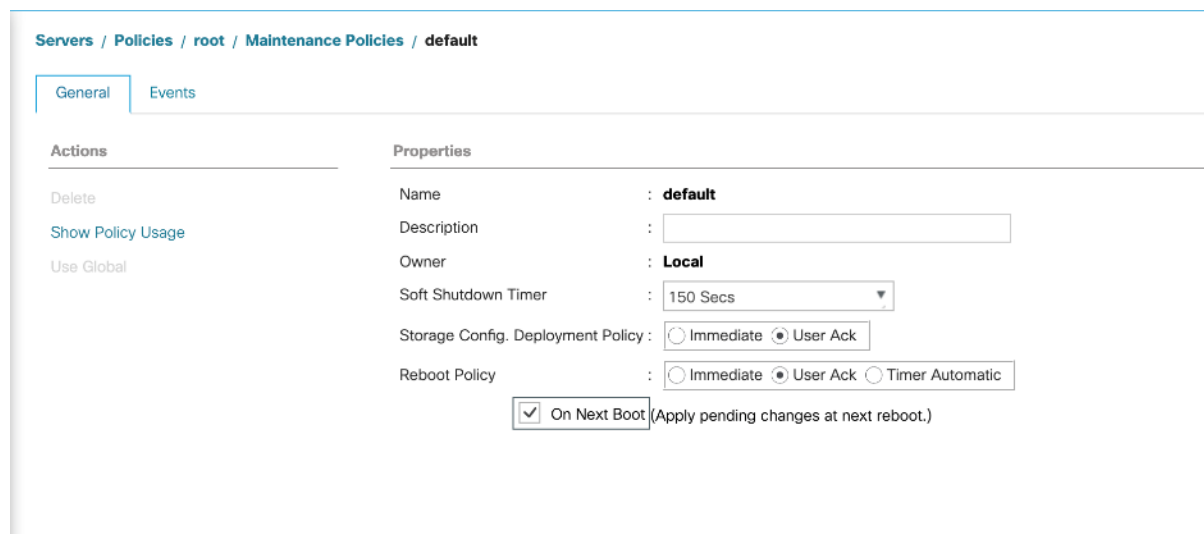 Servers / Policies / root / Maintenance Policies / default
General Events
Actions
Delete
Show Policy Usage
Use Global
Properties
Name : default
Description :
Owner : Local
Soft Shutdown Timer : 150 Secs
Storage Config. Deployment Policy : Immediate User Ack
Reboot Policy : Immediate User Ack Timer Automatic
On Next Boot (Apply pending changes at next reboot.)